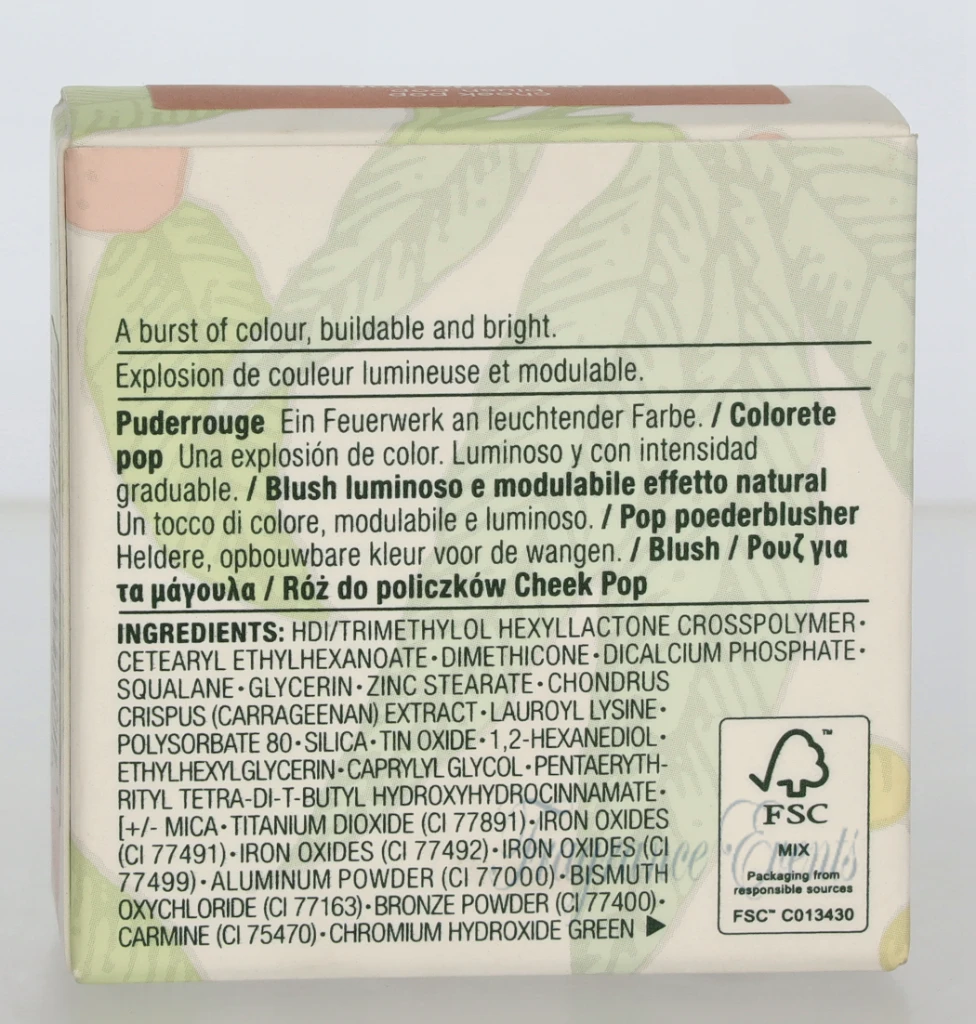 cheek pop
blush pop
A burst of colour, buildable and bright.
Explosion de couleur lumineuse et modulable.
Puderrouge Ein Feuerwerk an leuchtender Farbe. / Colorete
pop Una explosión de color. Luminoso y con intensidad
graduable. / Blush luminoso e modulabile effetto natural
Un tocco di colore, modulabile e luminoso. / Pop poederblusher
Heldere, opbouwbare kleur voor de wangen. / Blush / Ρουζ για
τα μάγουλα / Róż do policzków Cheek Pop
INGREDIENTS: HDI/TRIMETHYLOL HEXYLLACTONE CROSSPOLYMER•
CETEARYL ETHYLHEXANOATE•DIMETHICONE•DICALCIUM PHOSPHATE•
SQUALANE•GLYCERIN•ZINC STEARATE•CHONDRUS
CRISPUS (CARRAGEENAN) EXTRACT•LAUROYL LYSINE•
POLYSORBATE 80•SILICA•TIN OXIDE•1,2-HEXANEDIOL•
ETHYLHEXYLGLYCERIN•CAPRYLYL GLYCOL•PENTAERYTH-
RITYL TETRA-DI-T-BUTYL HYDROXYHYDROCINNAMATE•
[+/- MICA•TITANIUM DIOXIDE (CI 77891)•IRON OXIDES
(CI 77491)•IRON OXIDES (CI 77492)•IRON OXIDES (CI
77499)•ALUMINUM POWDER (CI 77000)•BISMUTH
OXYCHLORIDE (CI 77163)•BRONZE POWDER (CI 77400)•
CARMINE (CI 75470)•CHROMIUM HYDROXIDE GREEN ▶
™
FSC
MIX
Packaging from
responsible sources
FSC™ C013430
Fragrance Events